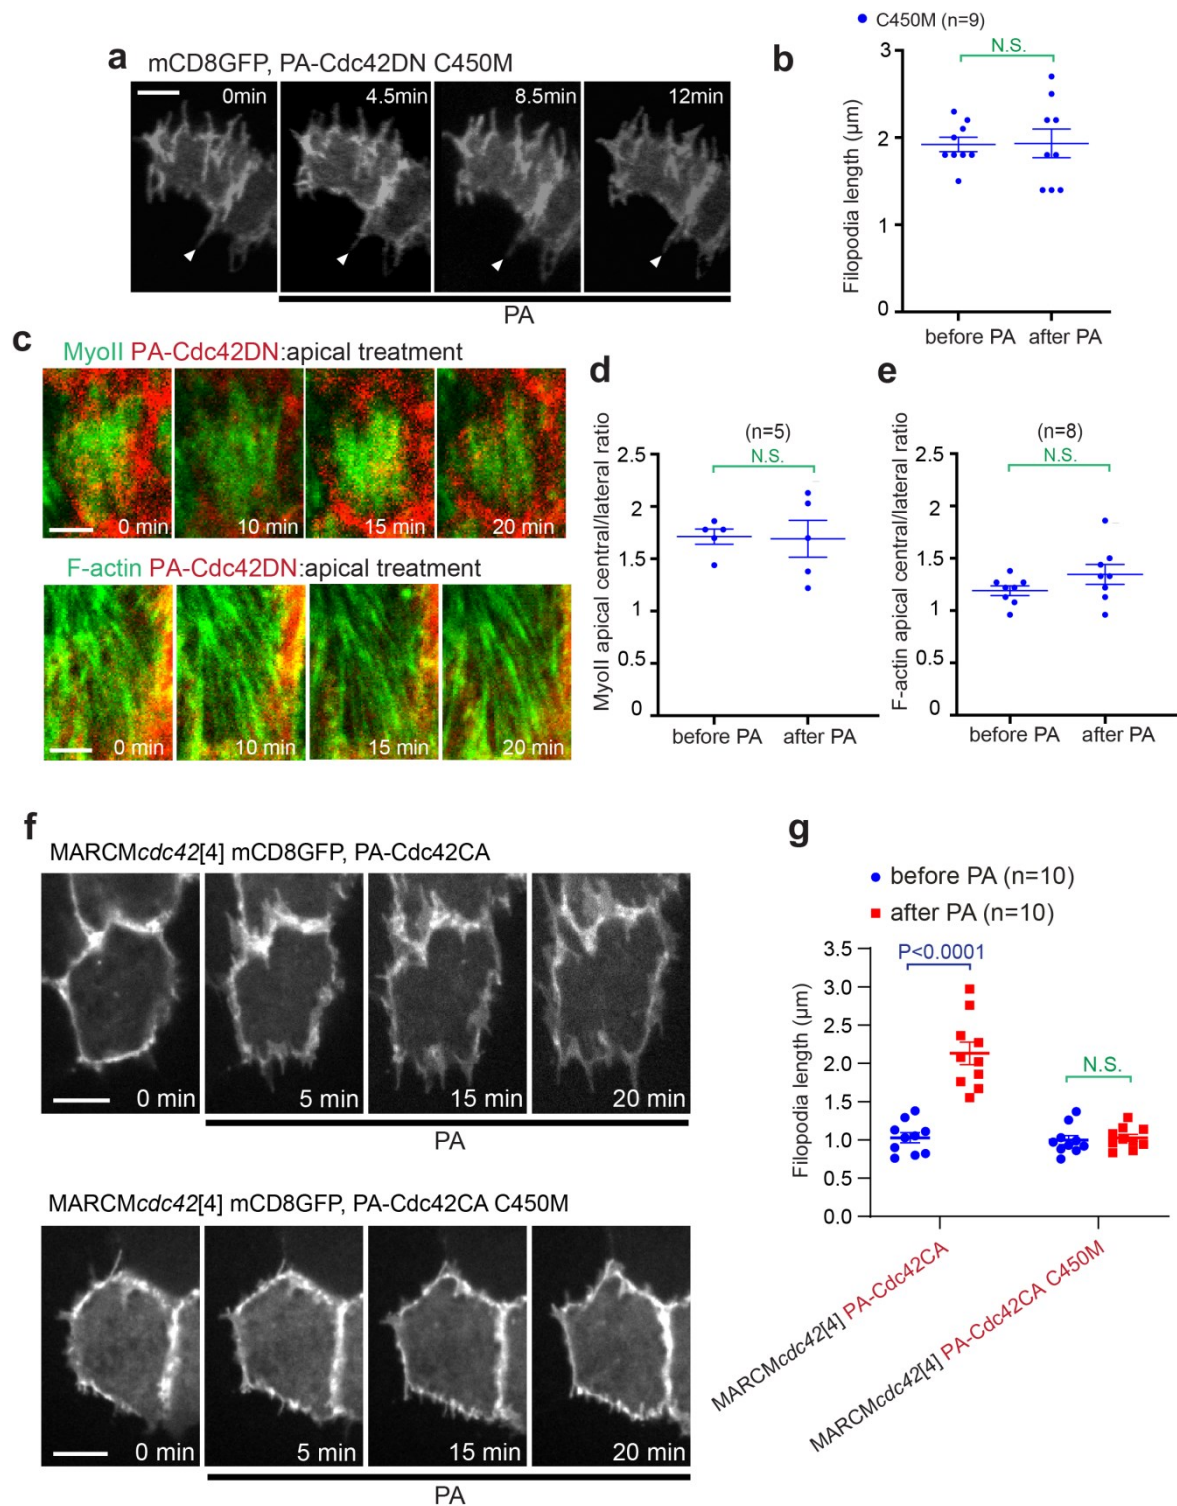 a
mCD8GFP, PA-Cdc42DN C450M
0min
4.5min
8.5min
12min
PA
b
C450M (n=9)
N.S.
Filopodia length (µm)
3
2
1
0
before PA
after PA
c
MyoII PA-Cdc42DN:apical treatment
0 min
10 min
15 min
20 min
F-actin PA-Cdc42DN:apical treatment
0 min
10 min
15 min
20 min
d
(n=5)
N.S.
MyoII apical central/lateral ratio
2.5
2
1.5
1
0.5
0
before PA
after PA
e
(n=8)
N.S.
F-actin apical central/lateral ratio
2.5
2
1.5
1
0.5
0
before PA
after PA
f
MARCMcdc42[4] mCD8GFP, PA-Cdc42CA
0 min
5 min
15 min
20 min
PA
MARCMcdc42[4] mCD8GFP, PA-Cdc42CA C450M
0 min
5 min
15 min
20 min
PA
g
before PA (n=10)
after PA (n=10)
P<0.0001
N.S.
Filopodia length (µm)
3.5
3.0
2.5
2.0
1.5
1.0
0.5
0.0
MARCMcdc42[4] PA-Cdc42CA
MARCMcdc42[4] PA-Cdc42CA C450M